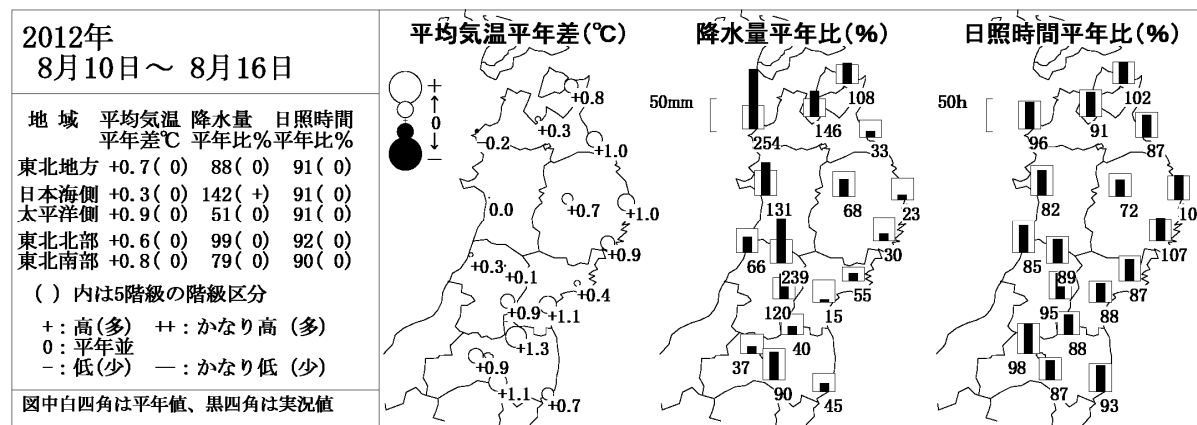 2012年
8月10日～ 8月16日
地 域 平均気温 降水量 日照時間
平年差℃ 平年比% 平年比%
東北地方 +0.7( 0) 88( 0) 91( 0)
日本海側 +0.3( 0) 142( +) 91( 0)
太平洋側 +0.9( 0) 51( 0) 91( 0)
東北北部 +0.6( 0) 99( 0) 92( 0)
東北南部 +0.8( 0) 79( 0) 90( 0)
( ) 内は5階級の階級区分
+：高(多) ++：かなり高 (多)
0：平年並
-：低(少) --：かなり低 (少)
図中白四角は平年値、黒四角は実況値
平均気温平年差(℃)
+
0
-
+0.8
+0.3
-0.2
+1.0
0.0
+0.7
+1.0
+0.9
+0.3
+0.1
+0.4
+0.9
+1.1
+1.3
+0.9
+1.1
+0.7
降水量平年比(%)
50mm
108
146
254
33
131
68
23
30
66
239
55
120
15
40
37
90
45
日照時間平年比(%)
50h
102
91
96
87
82
72
10
107
85
89
87
95
88
88
98
87
93